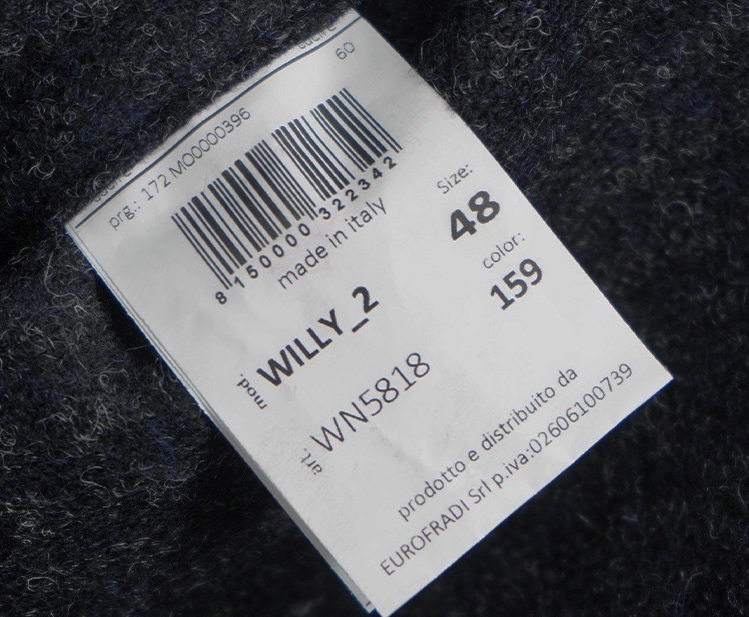 60
prg.: 172 MO0000396
8 150000 322342
made in italy
Size:
48
color:
159
mod. WILLY_2
art. WN5818
prodotto e distribuito da
EUROFRADI Srl p.iva:02606100739